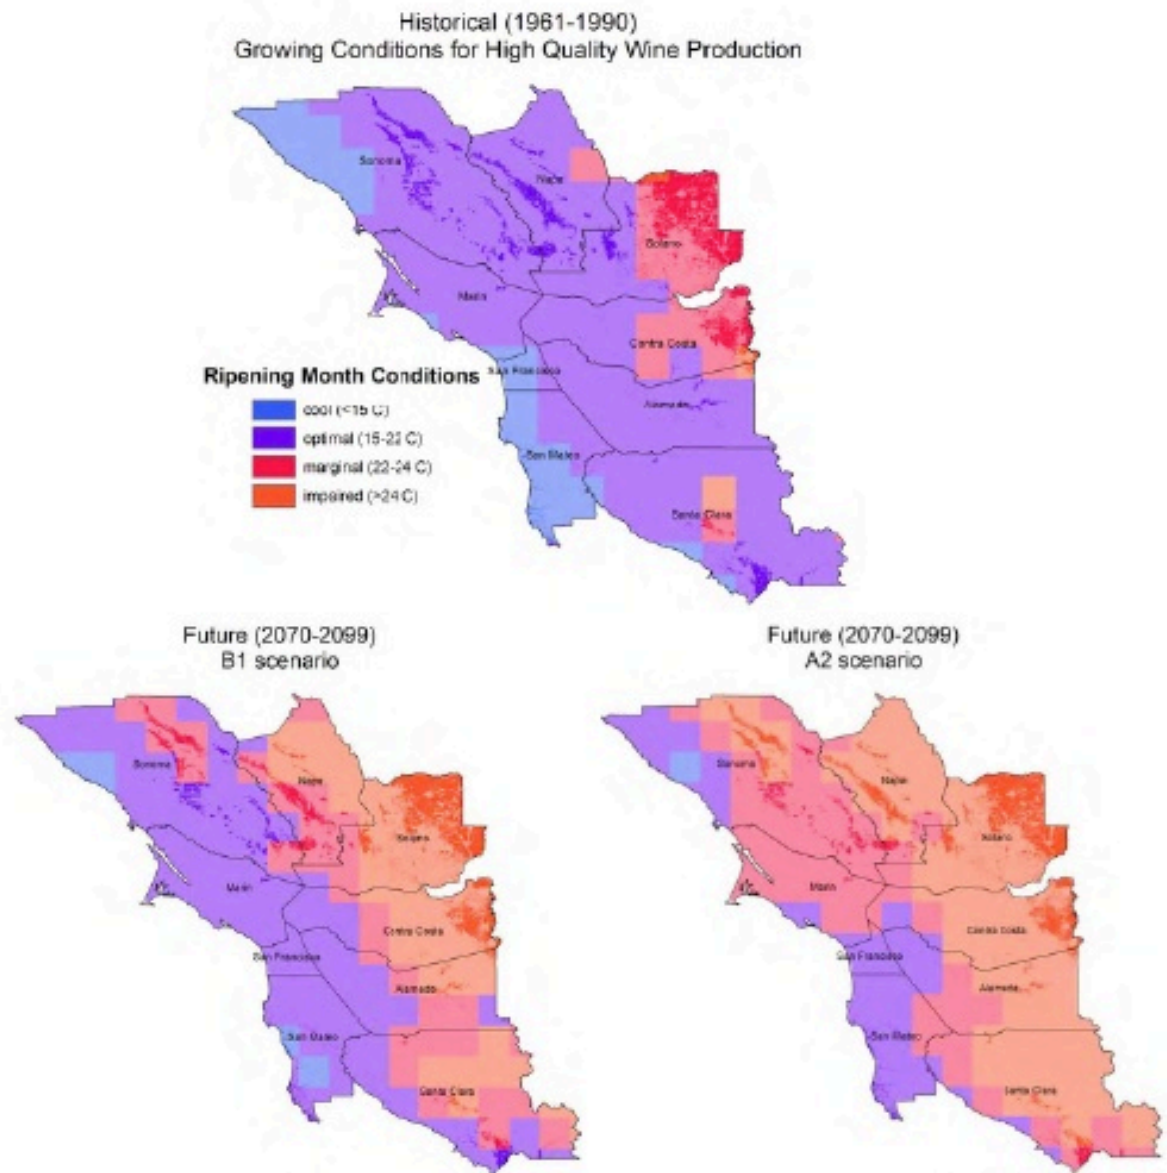 Historical (1961-1990)
Growing Conditions for High Quality Wine Production
Sonoma
Napa
Solano
Marin
Contra Costa
San Francisco
Alameda
San Mateo
Santa Clara
Ripening Month Conditions
cool (<15 C)
optimal (15-22 C)
marginal (22-24 C)
impaired (>24 C)
Future (2070-2099)
B1 scenario
Sonoma
Napa
Solano
Marin
Contra Costa
San Francisco
Alameda
San Mateo
Santa Clara
Future (2070-2099)
A2 scenario
Sonoma
Napa
Solano
Marin
Contra Costa
San Francisco
Alameda
San Mateo
Santa Clara